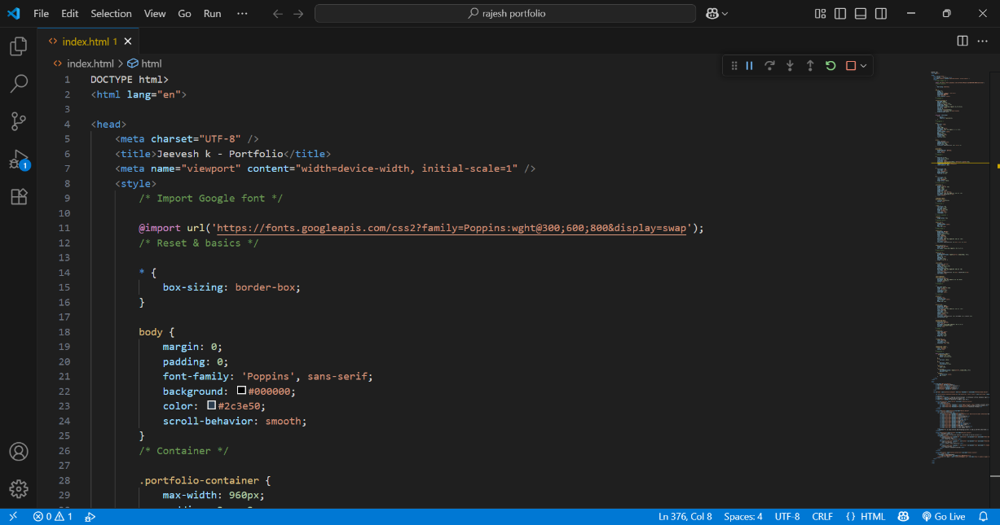 File Edit Selection View Go Run ··· rajesh portfolio
index.html 1
index.html > html
1 DOCTYPE html>
2 <html lang="en">
3
4 <head>
5 <meta charset="UTF-8" />
6 <title>Jeevesh k - Portfolio</title>
7 <meta name="viewport" content="width=device-width, initial-scale=1" />
8 <style>
9 /* Import Google font */
10
11 @import url('https://fonts.googleapis.com/css2?family=Poppins:wght@300;600;800&display=swap');
12 /* Reset & basics */
13
14 * {
15 box-sizing: border-box;
16 }
17
18 body {
19 margin: 0;
20 padding: 0;
21 font-family: 'Poppins', sans-serif;
22 background: #000000;
23 color: #2c3e50;
24 scroll-behavior: smooth;
25 }
26 /* Container */
27
28 .portfolio-container {
29 max-width: 960px;
1
0 1 Ln 376, Col 8 Spaces: 4 UTF-8 CRLF {} HTML Go Live